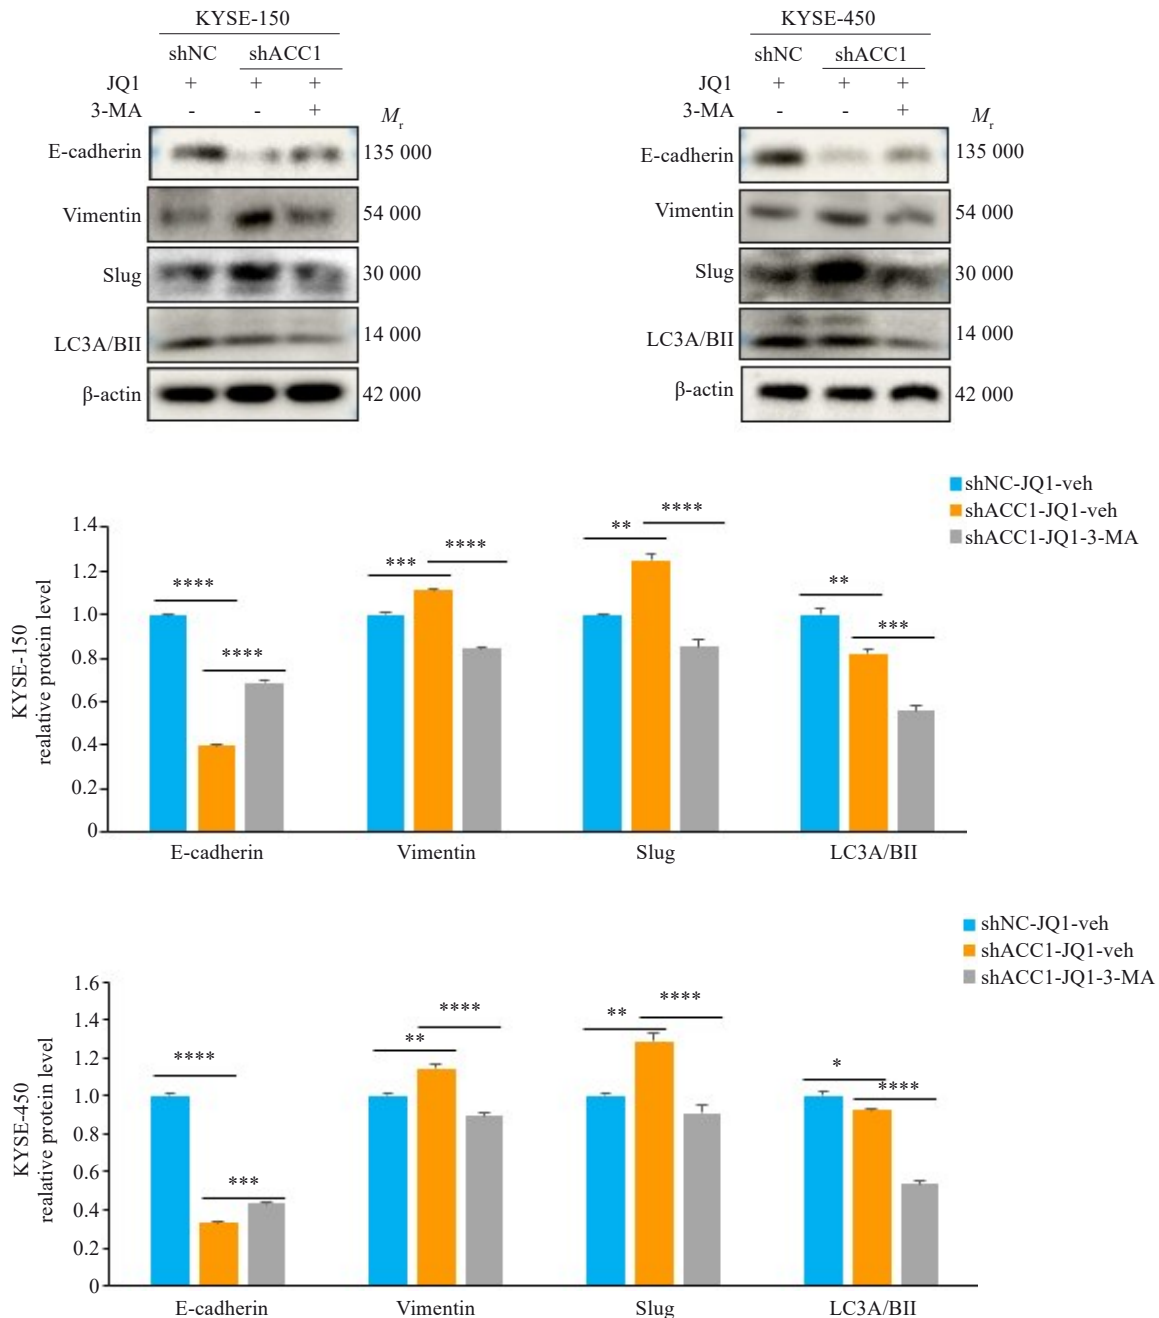 KYSE-150 KYSE-450
shNC shACC1 shNC shACC1
JQ1 + + + JQ1 + + +
3-MA - - + Mr 3-MA - - + Mr
E-cadherin 135 000 E-cadherin 135 000
Vimentin 54 000 Vimentin 54 000
Slug 30 000 Slug 30 000
LC3A/BII 14 000 LC3A/BII 14 000
β-actin 42 000 β-actin 42 000
shNC-JQ1-veh
shACC1-JQ1-veh
shACC1-JQ1-3-MA
KYSE-150
realative protein level
1.4
1.2
1.0
0.8
0.6
0.4
0.2
0
**** ****
*** ****
** ****
** ***
E-cadherin Vimentin Slug LC3A/BII
shNC-JQ1-veh
shACC1-JQ1-veh
shACC1-JQ1-3-MA
KYSE-450
realative protein level
1.6
1.4
1.2
1.0
0.8
0.6
0.4
0.2
0
**** ***
** ****
** ****
* ****
E-cadherin Vimentin Slug LC3A/BII